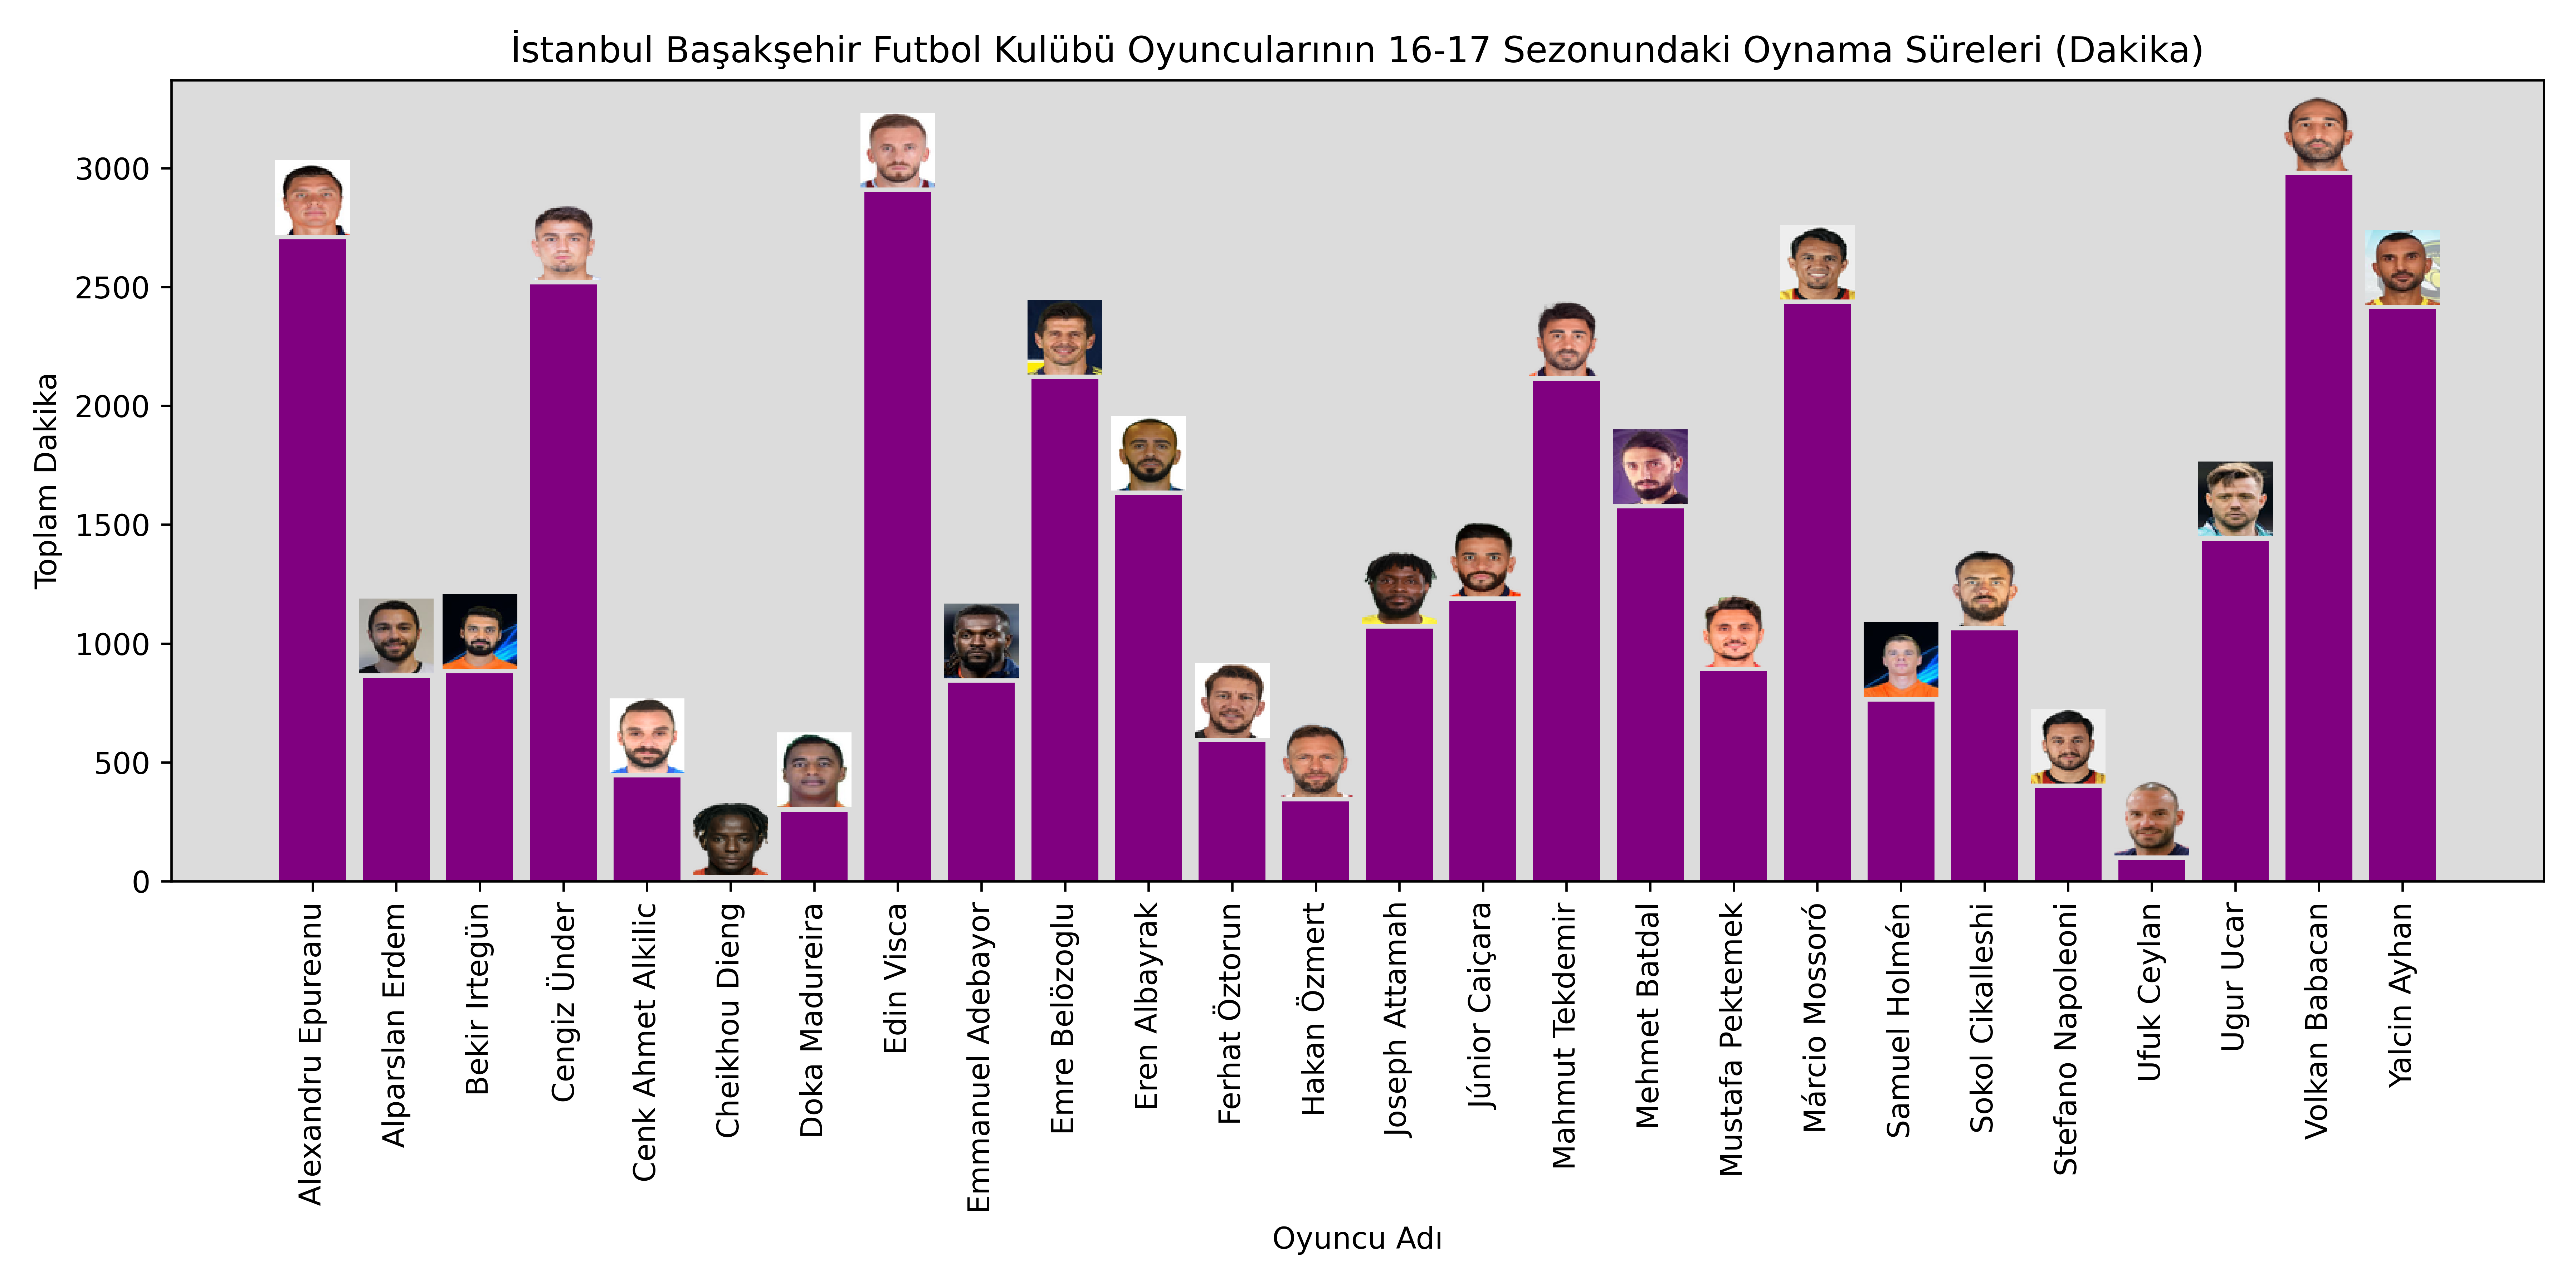 İstanbul Başakşehir Futbol Kulübü Oyuncularının 16-17 Sezonundaki Oynama Süreleri (Dakika)
Toplam Dakika
3000
2500
2000
1500
1000
500
0
Alexandru Epureanu
Alparslan Erdem
Bekir Irtegün
Cengiz Ünder
Cenk Ahmet Alkilic
Cheikhou Dieng
Doka Madureira
Edin Visca
Emmanuel Adebayor
Emre Belözoglu
Eren Albayrak
Ferhat Öztorun
Hakan Özmert
Joseph Attamah
Júnior Caiçara
Mahmut Tekdemir
Mehmet Batdal
Mustafa Pektemek
Márcio Mossoró
Samuel Holmén
Sokol Cikalleshi
Stefano Napoleoni
Ufuk Ceylan
Ugur Ucar
Volkan Babacan
Yalcin Ayhan
Oyuncu Adı